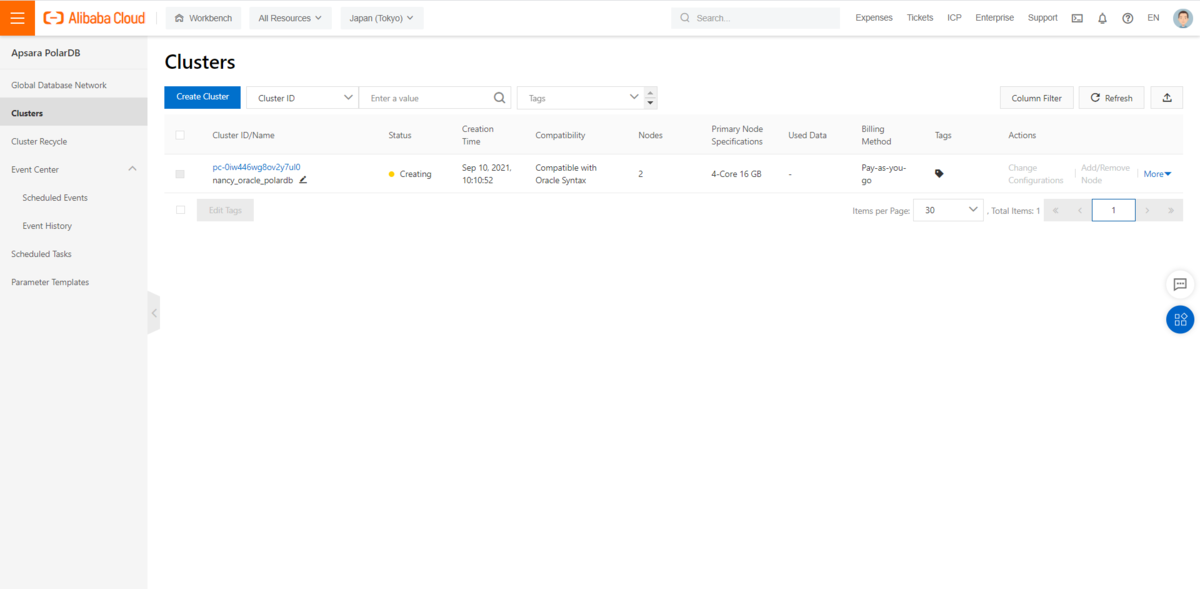 Alibaba Cloud
Workbench
All Resources
Japan (Tokyo)
Search...
Expenses
Tickets
ICP
Enterprise
Support
EN
Apsara PolarDB
Global Database Network
Clusters
Cluster Recycle
Event Center
Scheduled Events
Event History
Scheduled Tasks
Parameter Templates
Clusters
Create Cluster
Cluster ID
Enter a value
Tags
Column Filter
Refresh
Cluster ID/Name
Status
Creation
Time
Compatibility
Nodes
Primary Node
Specifications
Used Data
Billing
Method
Tags
Actions
pc-0iw446wg8ov2y7ul0
nancy_oracle_polardb
Creating
Sep 10, 2021,
10:10:52
Compatible with
Oracle Syntax
2
4-Core 16 GB
-
Pay-as-you-
go
Change
Configurations
Add/Remove
Node
More
Edit Tags
Items per Page:
30
, Total Items: 1
1